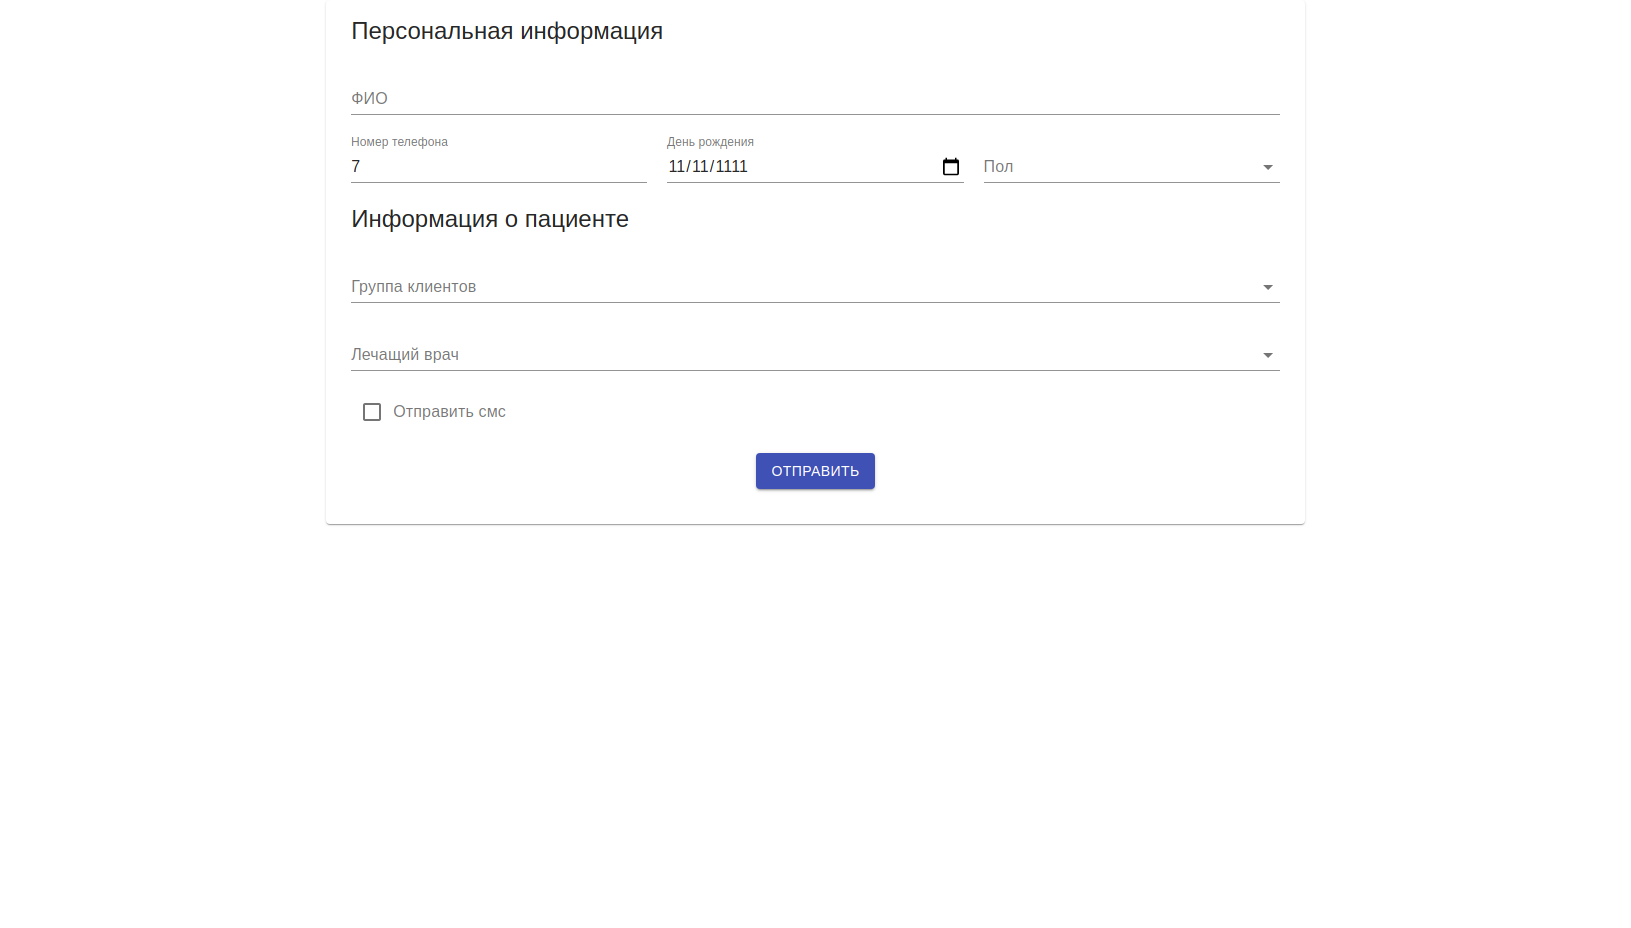 Персональная информация
ФИО
Номер телефона
7
День рождения
11/11/1111
Пол
Информация о пациенте
Группа клиентов
Лечащий врач
Отправить смс
ОТПРАВИТЬ